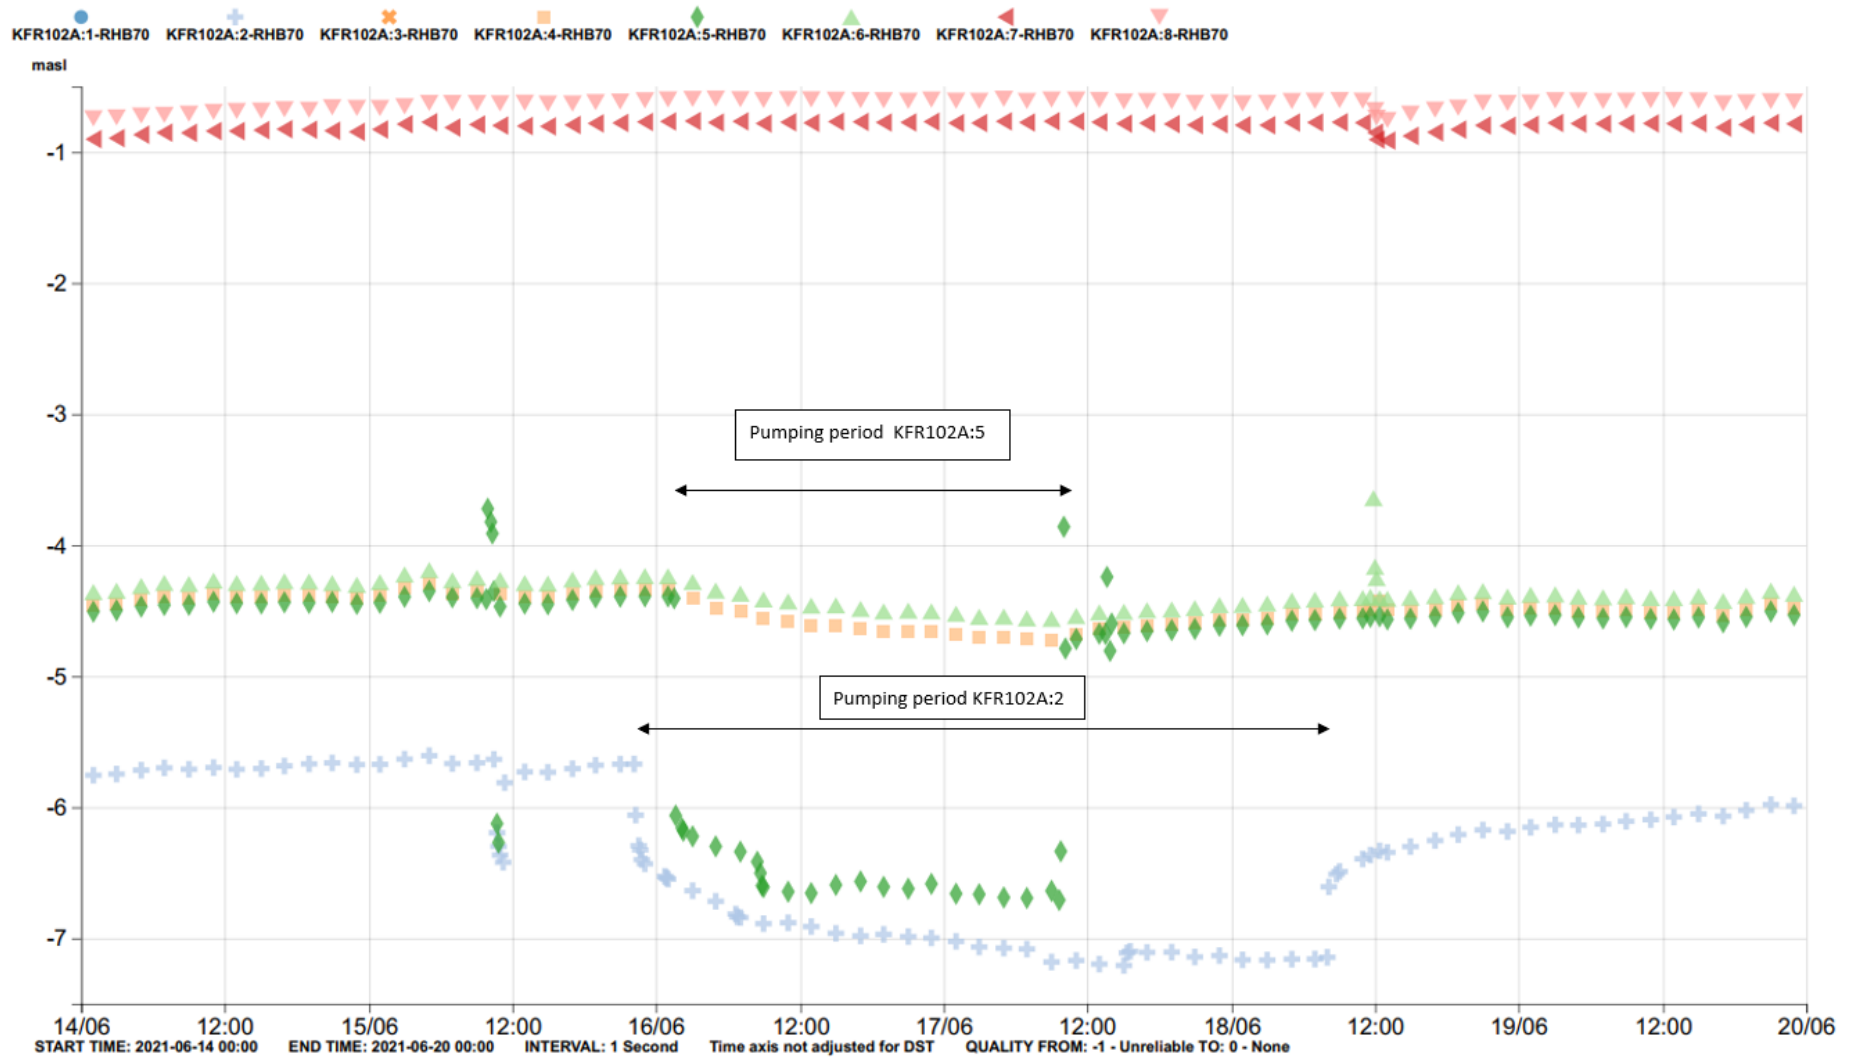 KFR102A:1-RHB70 KFR102A:2-RHB70 KFR102A:3-RHB70 KFR102A:4-RHB70 KFR102A:5-RHB70 KFR102A:6-RHB70 KFR102A:7-RHB70 KFR102A:8-RHB70
masl
-1
-2
-3
Pumping period KFR102A:5
-4
-5
Pumping period KFR102A:2
-6
-7
14/06 12:00 15/06 12:00 16/06 12:00 17/06 12:00 18/06 12:00 19/06 12:00 20/06
START TIME: 2021-06-14 00:00 END TIME: 2021-06-20 00:00 INTERVAL: 1 Second Time axis not adjusted for DST QUALITY FROM: -1 - Unreliable TO: 0 - None